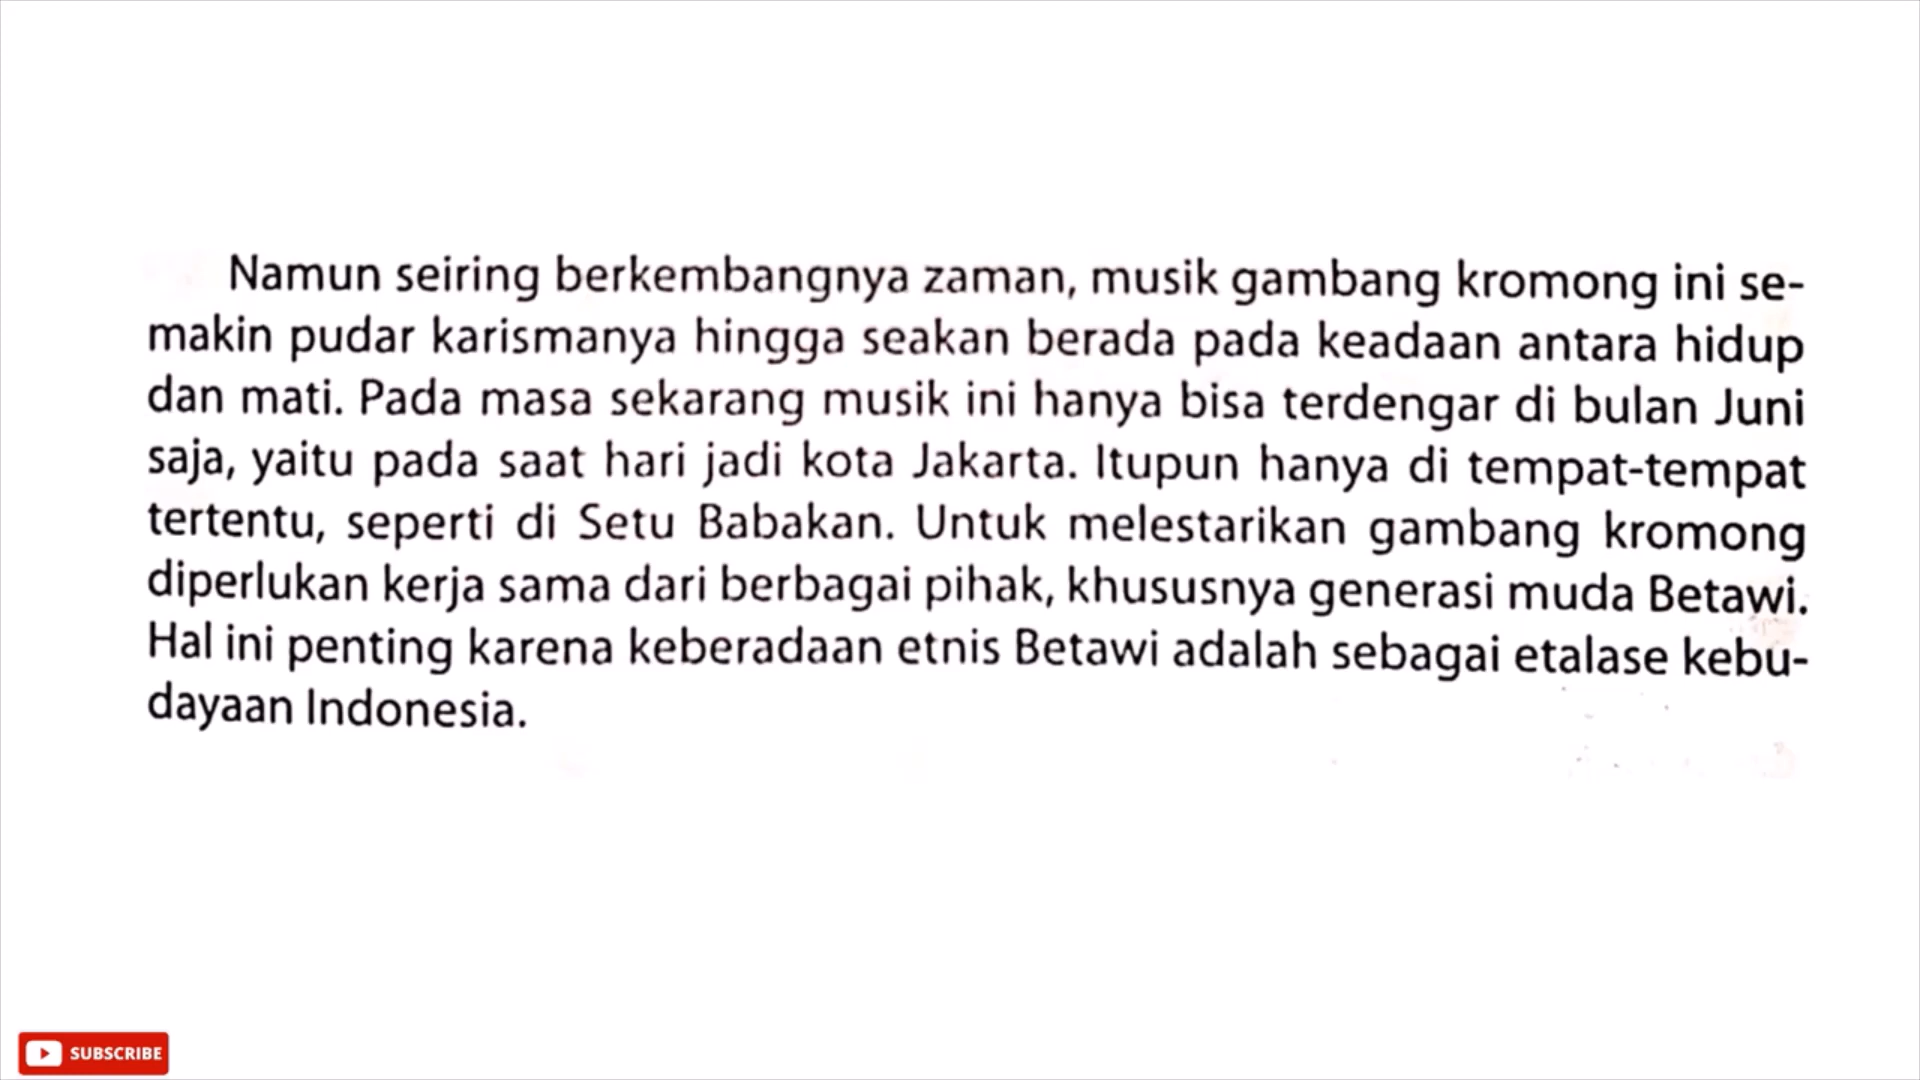 Namun seiring berkembangnya zaman, musik gambang kromong ini se-
makin pudar karismanya hingga seakan berada pada keadaan antara hidup
dan mati. Pada masa sekarang musik ini hanya bisa terdengar di bulan Juni
saja, yaitu pada saat hari jadi kota Jakarta. Itupun hanya di tempat-tempat
tertentu, seperti di Setu Babakan. Untuk melestarikan gambang kromong
diperlukan kerja sama dari berbagai pihak, khususnya generasi muda Betawi.
Hal ini penting karena keberadaan etnis Betawi adalah sebagai etalase kebu-
dayaan Indonesia.
SUBSCRIBE